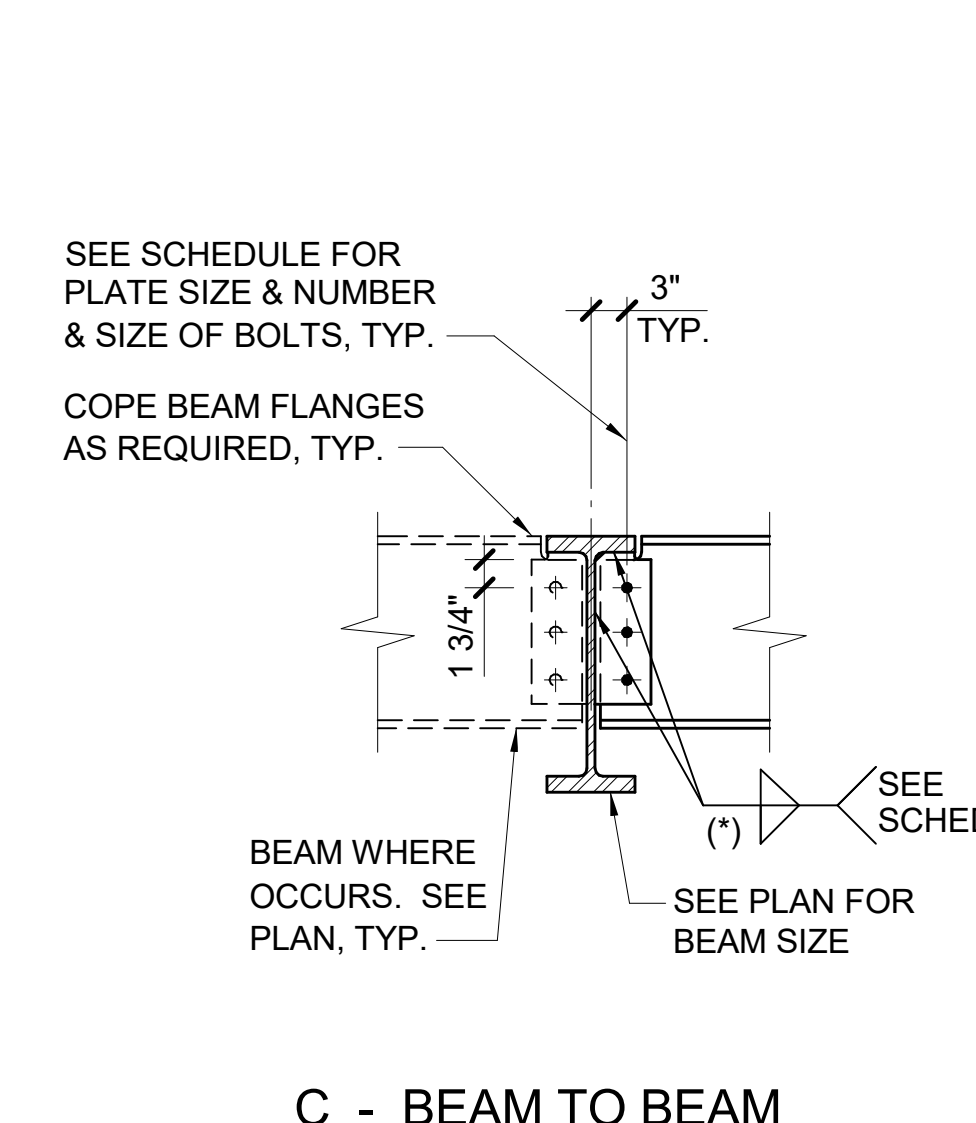 SEE SCHEDULE FOR
PLATE SIZE & NUMBER
& SIZE OF BOLTS, TYP.
3"
TYP.
COPE BEAM FLANGES
AS REQUIRED, TYP.
1 3/4"
SEE
(*)
BEAM WHERE
OCCURS. SEE
PLAN, TYP.
SEE PLAN FOR
BEAM SIZE
C - BEAM TO BEAM